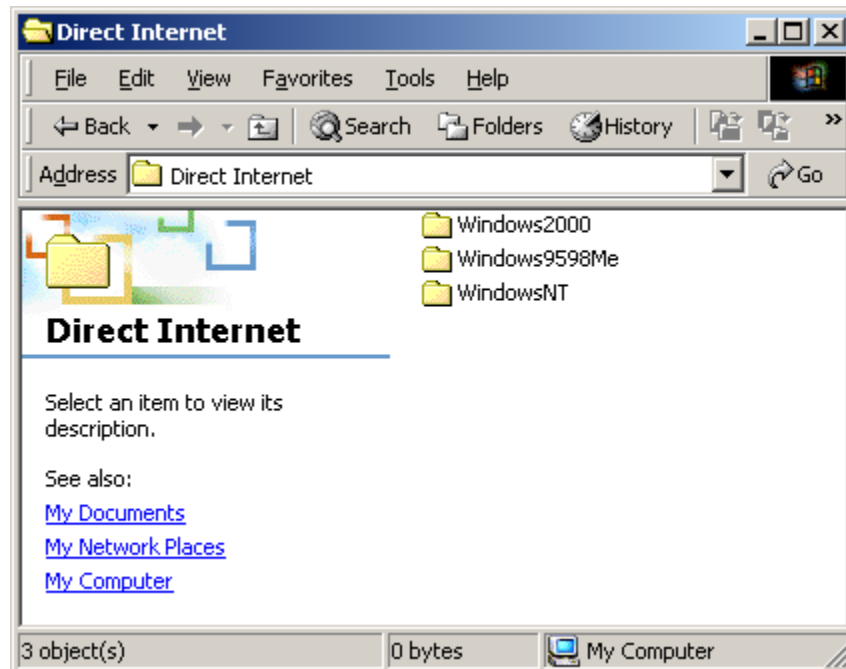 Direct Internet
File Edit View Favorites Tools Help
Back Search Folders History »
Address Direct Internet Go
Windows2000
Windows9598Me
WindowsNT
Direct Internet
Select an item to view its
description.
See also:
My Documents
My Network Places
My Computer
3 object(s) 0 bytes My Computer